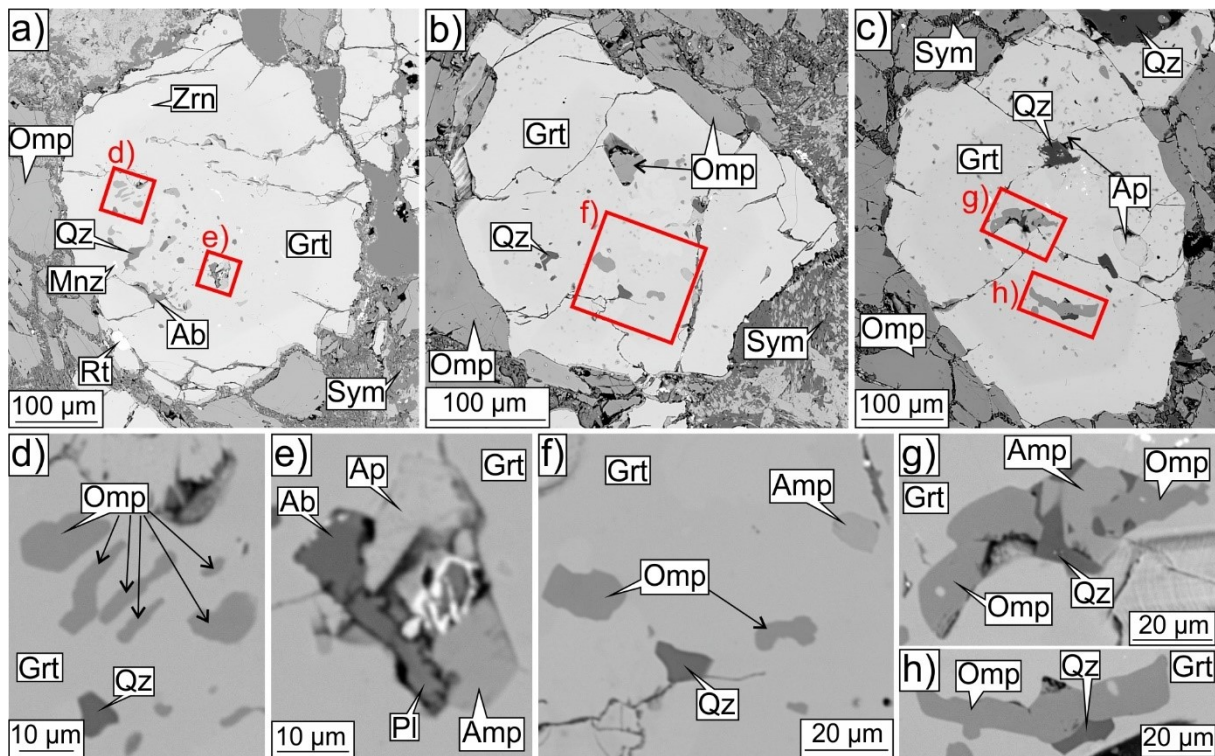 a)
Zrn
Omp
d)
Qz
e)
Grt
Mnz
Ab
Rt
Sym
100 µm
b)
Grt
Omp
f)
Qz
Omp
Sym
100 µm
c)
Sym
Qz
Qz
Grt
Ap
g)
h)
Omp
100 µm
d)
Omp
Grt
Qz
10 µm
e)
Ap
Grt
Ab
Pl
Amp
10 µm
f)
Grt
Amp
Omp
Qz
20 µm
g)
Amp
Omp
Grt
Omp
Qz
20 µm
h)
Omp
Qz
Grt
20 µm